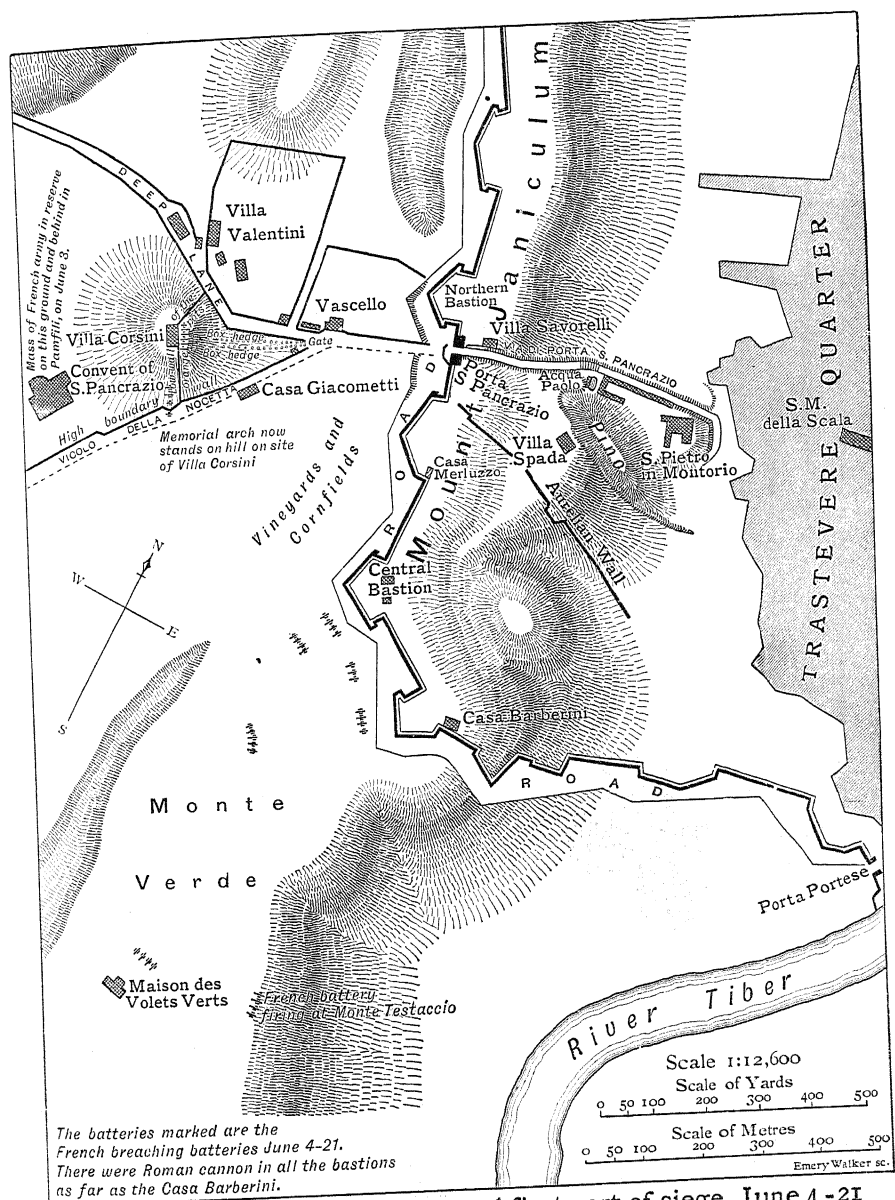 Mount Janiculum
DEEP LANE
Mass of French army in reserve
on this ground and behind in
Pamfili, on June 3.
Villa
Valentini
Vascello
Northern
Bastion
Villa Savorelli
VIA DI PORTA S. PANCRAZIO
Villa Corsini
Box hedge
Box hedge
Gate
Convent of
S. Pancrazio
wall
Casa Giacometti
High boundary
VICOLO DELLA NOCETTA
Memorial arch now
stands on hill on site
of Villa Corsini
Porta
S. Pancrazio
Acqua
Paolo
Pino
S. Pietro
in Montorio
S.M.
della Scala
TRASTEVERE QUARTER
Villa
Spada
Casa
Merluzzo
Aurelian Wall
Vineyards and
Cornfields
ROAD
Central
Bastion
N
W
E
S
Casa Barberini
ROAD
Monte
Verde
Porta Portese
Maison des
Volets Verts
French battery
firing at Monte Testaccio
River Tiber
Scale 1:12,600
Scale of Yards
0 50 100 200 300 400 500
Scale of Metres
0 50 100 200 300 400 500
Emery Walker sc.
The batteries marked are the
French breaching batteries June 4-21.
There were Roman cannon in all the bastions
as far as the Casa Barberini.
of siege, June 4-21